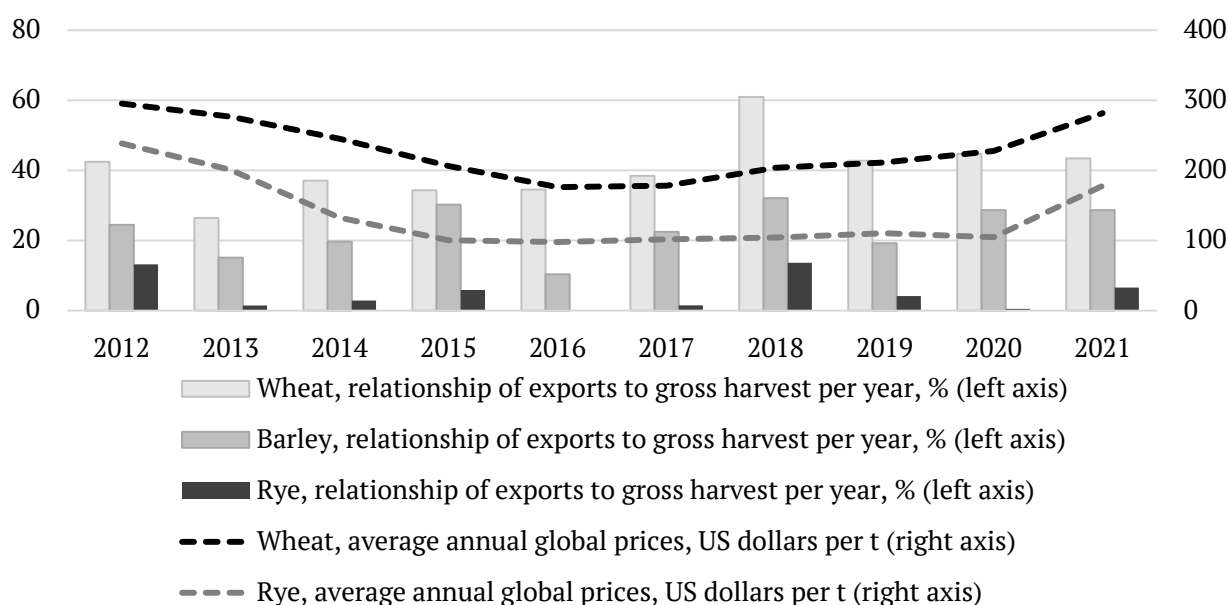 80 400
60 300
40 200
20 100
0 0
2012 2013 2014 2015 2016 2017 2018 2019 2020 2021
Wheat, relationship of exports to gross harvest per year, % (left axis)
Barley, relationship of exports to gross harvest per year, % (left axis)
Rye, relationship of exports to gross harvest per year, % (left axis)
Wheat, average annual global prices, US dollars per t (right axis)
Rye, average annual global prices, US dollars per t (right axis)